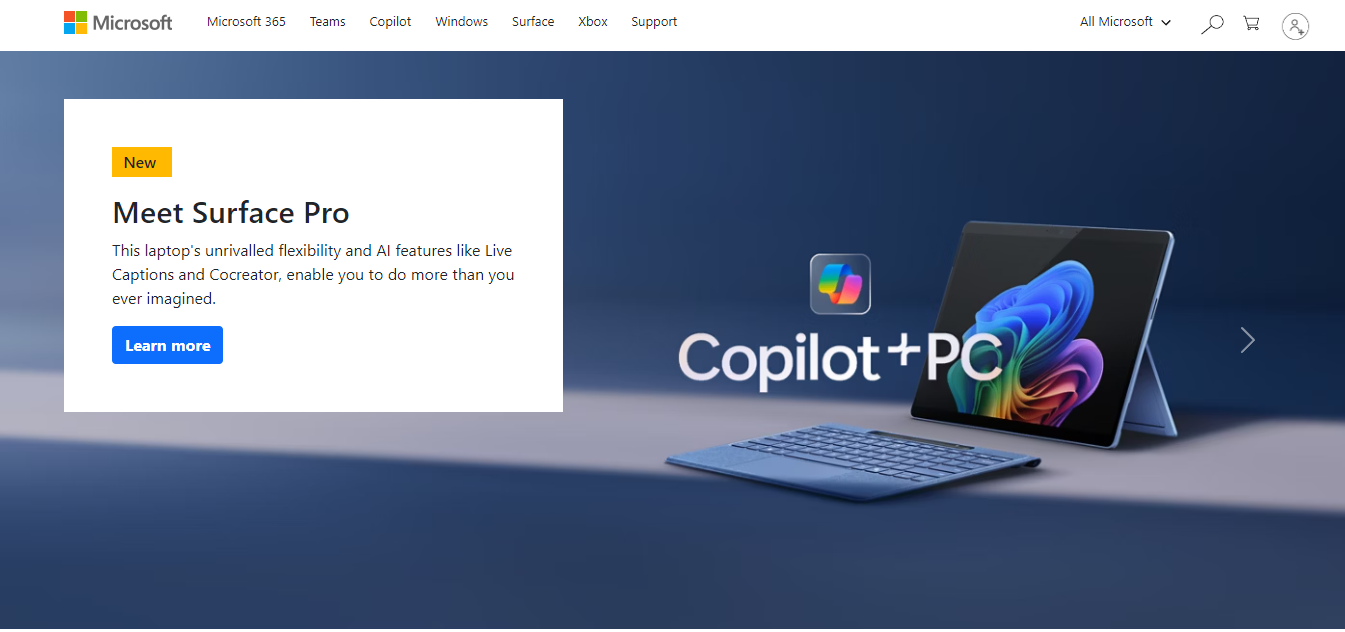 Microsoft
Microsoft 365
Teams
Copilot
Windows
Surface
Xbox
Support
All Microsoft
New
Meet Surface Pro
This laptop's unrivalled flexibility and AI features like Live
Captions and Cocreator, enable you to do more than you
ever imagined.
Learn more
Copilot+PC